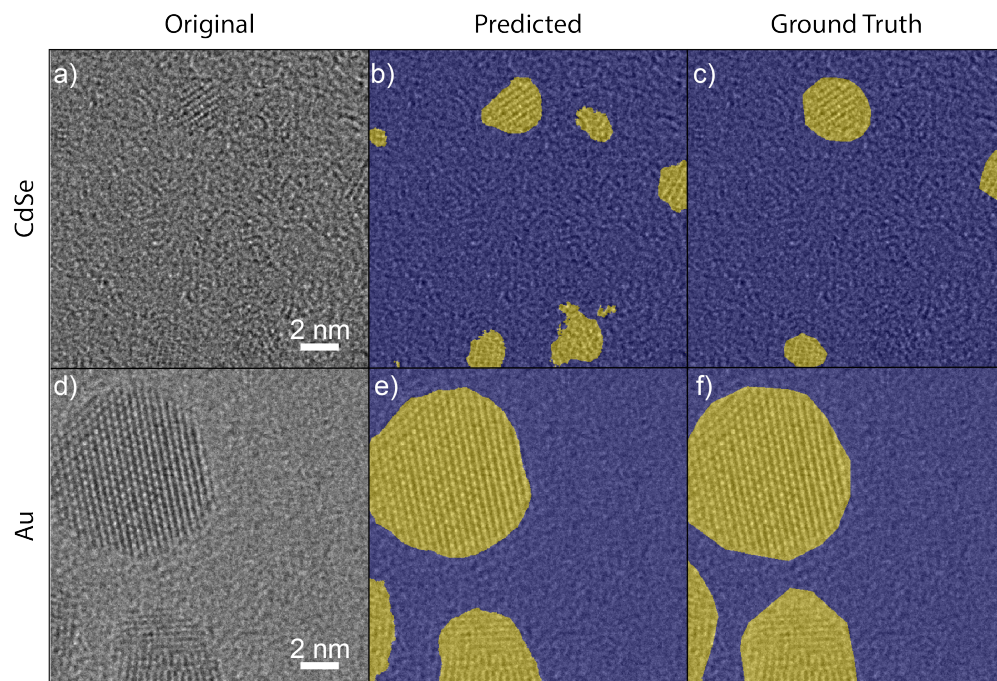 Original Predicted Ground Truth
CdSe
a) b) c)
2 nm
Au
d) e) f)
2 nm